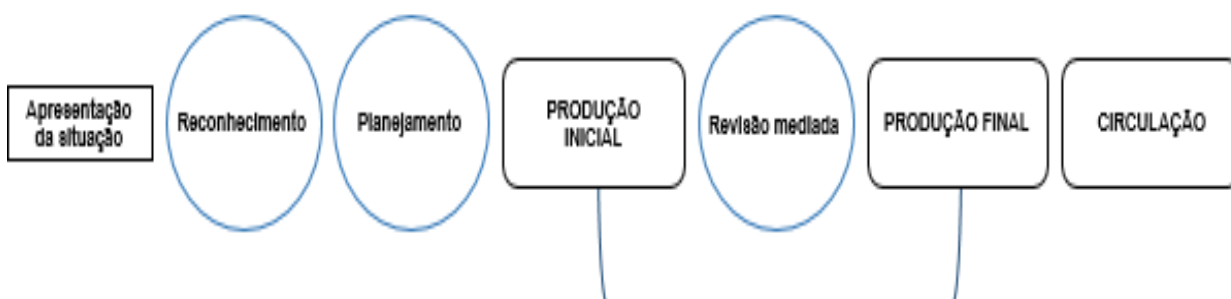 Apresentação
da situação
Reconhecimento
Planejamento
PRODUÇÃO
INICIAL
Revisão mediada
PRODUÇÃO FINAL
CIRCULAÇÃO